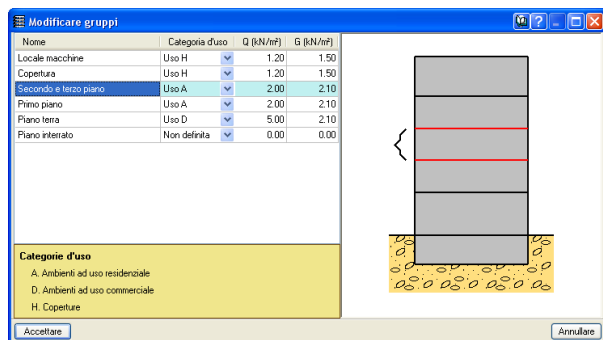 Modificare gruppi
Nome Categoria d'uso Q (kN/m²) G (kN/m²)
Locale macchine Uso H 1.20 1.50
Copertura Uso H 1.20 1.50
Secondo e terzo piano Uso A 2.00 2.10
Primo piano Uso A 2.00 2.10
Piano terra Uso D 5.00 2.10
Piano interrato Non definita 0.00 0.00
Categorie d'uso
A. Ambienti ad uso residenziale
D. Ambienti ad uso commerciale
H. Coperture
Accettare Annullare